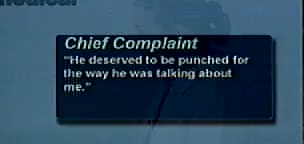 Chief Complaint
"He deserved to be punched for
the way he was talking about
me."